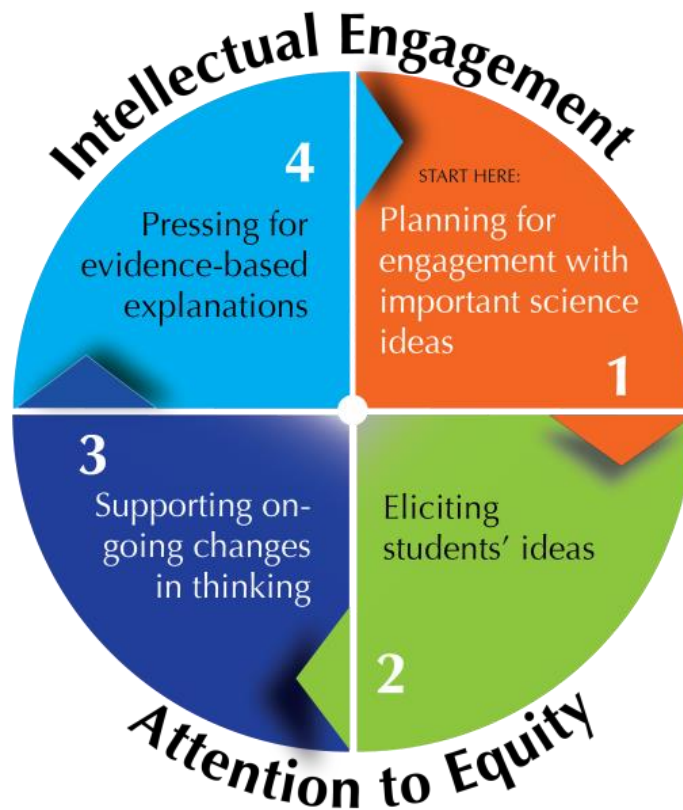 Intellectual Engagement
START HERE:
Planning for
engagement with
important science
ideas
1
Eliciting
students’ ideas
2
3
Supporting on-
going changes
in thinking
4
Pressing for
evidence-based
explanations
Attention to Equity